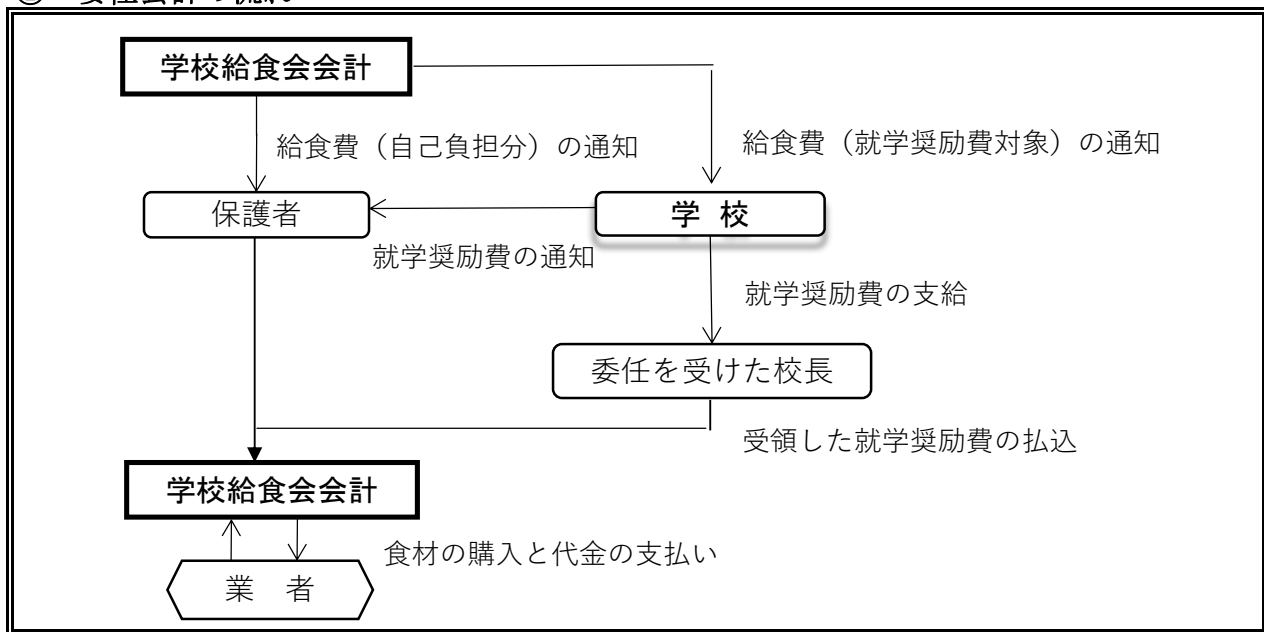 学校給食会会計
給食費（自己負担分）の通知
給食費（就学奨励費対象）の通知
保護者
学 校
就学奨励費の通知
就学奨励費の支給
委任を受けた校長
受領した就学奨励費の払込
学校給食会会計
食材の購入と代金の支払い
業 者